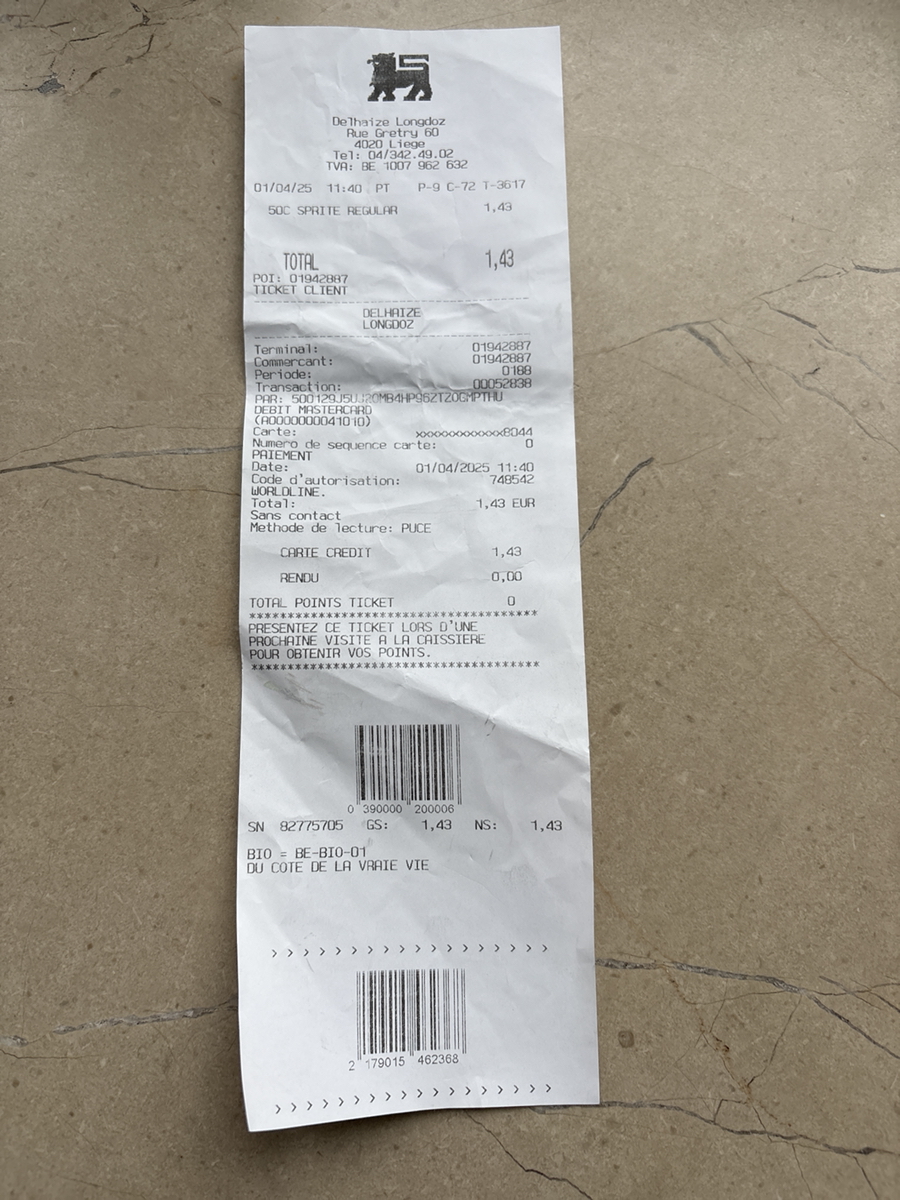 Delhaize Longdoz
Rue Gretry 60
4020 Liege
Tel: 04/342.49.02
TVA: BE 1007 962 632
01/04/25 11:40 PT P-9 C-72 T-3617
50C SPRITE REGULAR 1,43
TOTAL 1,43
POI: 01942887
TICKET CLIENT
DELHAIZE
LONGDOZ
Terminal: 01942887
Commercant: 01942887
Periode: 0188
Transaction: 00052838
PAR:
DEBIT MASTERCARD
(A0000000041010)
Carte: xxxxxxxxxxxx8044
Numero de sequence carte: 0
PAIEMENT
Date: 01/04/2025 11:40
Code d'autorisation: 748542
WORLDLINE.
Total: 1,43 EUR
Sans contact
Methode de lecture: PUCE
CARTE CREDIT 1,43
RENDU 0,00
TOTAL POINTS TICKET 0
****************************************
PRESENTEZ CE TICKET LORS D'UNE
PROCHAINE VISITE A LA CAISSIERE
POUR OBTENIR VOS POINTS.
****************************************
0 390000 200006
SN 82775705 GS: 1,43 NS: 1,43
BIO = BE-BIO-01
DU COTE DE LA VRAIE VIE
> > > > > > > > > > > > > > > > > >
2 179015 462368
> > > > > > > > > > > > > > > > > >